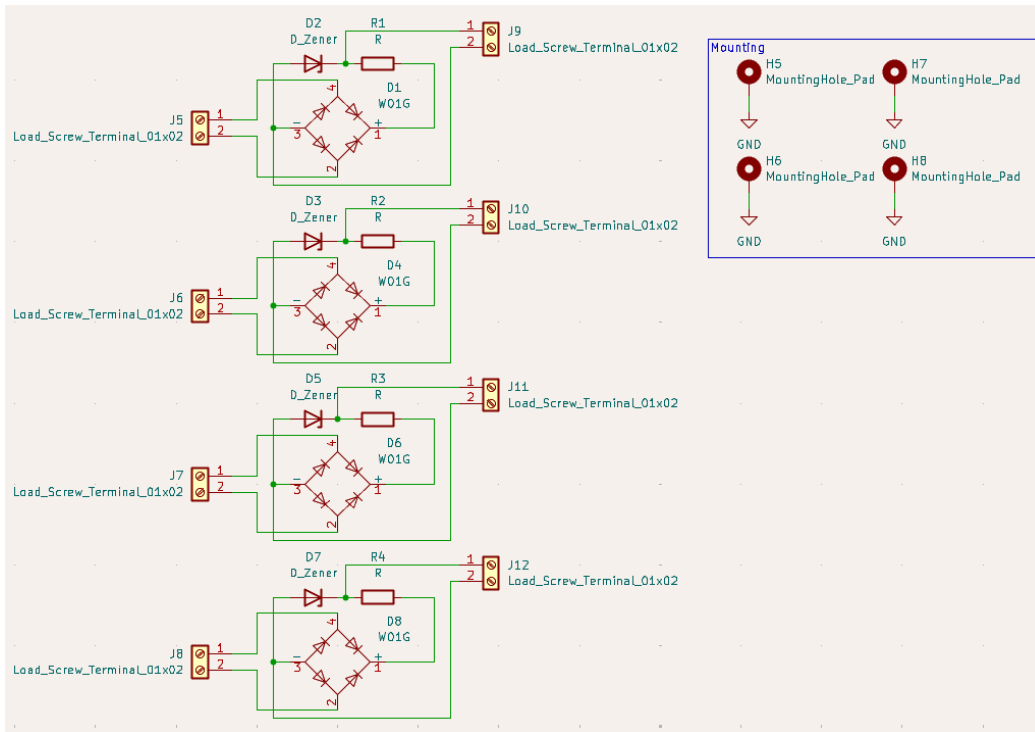 D2
D_Zener
R1
R
1
2
J9
Load_Screw_Terminal_01x02
D1
W01G
4
-
3
+
1
2
J5
Load_Screw_Terminal_01x02
1
2
D3
D_Zener
R2
R
1
2
J10
Load_Screw_Terminal_01x02
D4
W01G
4
-
3
+
1
2
J6
Load_Screw_Terminal_01x02
1
2
D5
D_Zener
R3
R
1
2
J11
Load_Screw_Terminal_01x02
D6
W01G
4
-
3
+
1
2
J7
Load_Screw_Terminal_01x02
1
2
D7
D_Zener
R4
R
1
2
J12
Load_Screw_Terminal_01x02
D8
W01G
4
-
3
+
1
2
J8
Load_Screw_Terminal_01x02
1
2
Mounting
H5
MountingHole_Pad
GND
H7
MountingHole_Pad
GND
H6
MountingHole_Pad
GND
H8
MountingHole_Pad
GND